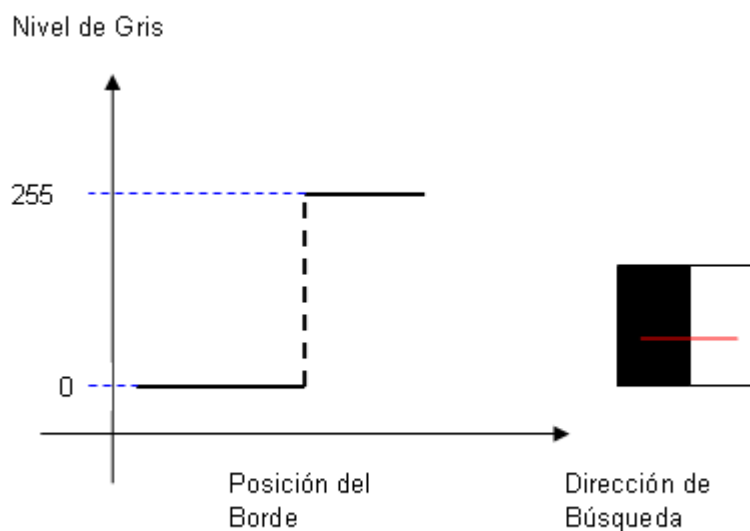 Nivel de Gris
255
0
Posición del
Borde
Dirección de
Búsqueda